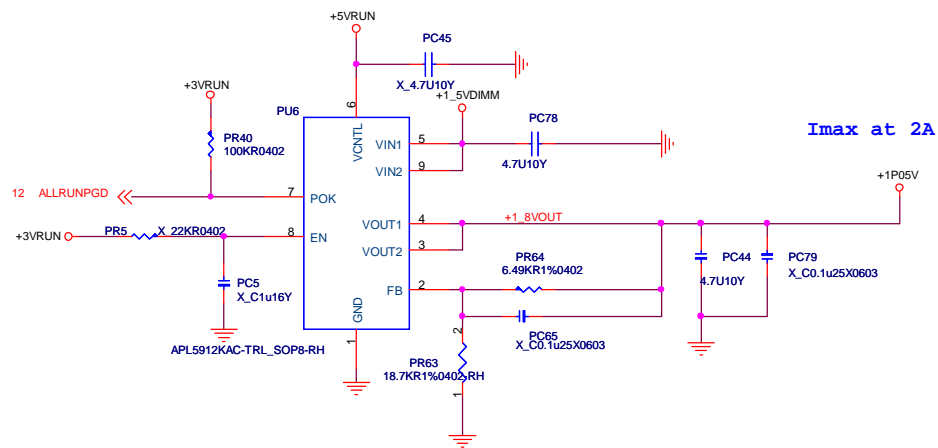 +5VRUN
PC45
X_4.7U10Y
+3VRUN
+1_5VDIMM
PU6
6
PR40
100KR0402
VCNTL
VIN1
5
PC78
4.7U10Y
Imax at 2A
VIN2
9
+1P05V
12 ALLRUNPGD
7
POK
VOUT1
4
+1_8VOUT
+3VRUN
PR5
X_22KR0402
8
EN
VOUT2
3
PR64
6.49KR1%0402
PC44
4.7U10Y
PC79
X_C0.1u25X0603
PC5
X_C1u16Y
FB
2
GND
1
PC65
X_C0.1u25X0603
APL5912KAC-TRL_SOP8-RH
2
PR63
18.7KR1%0402-RH
1